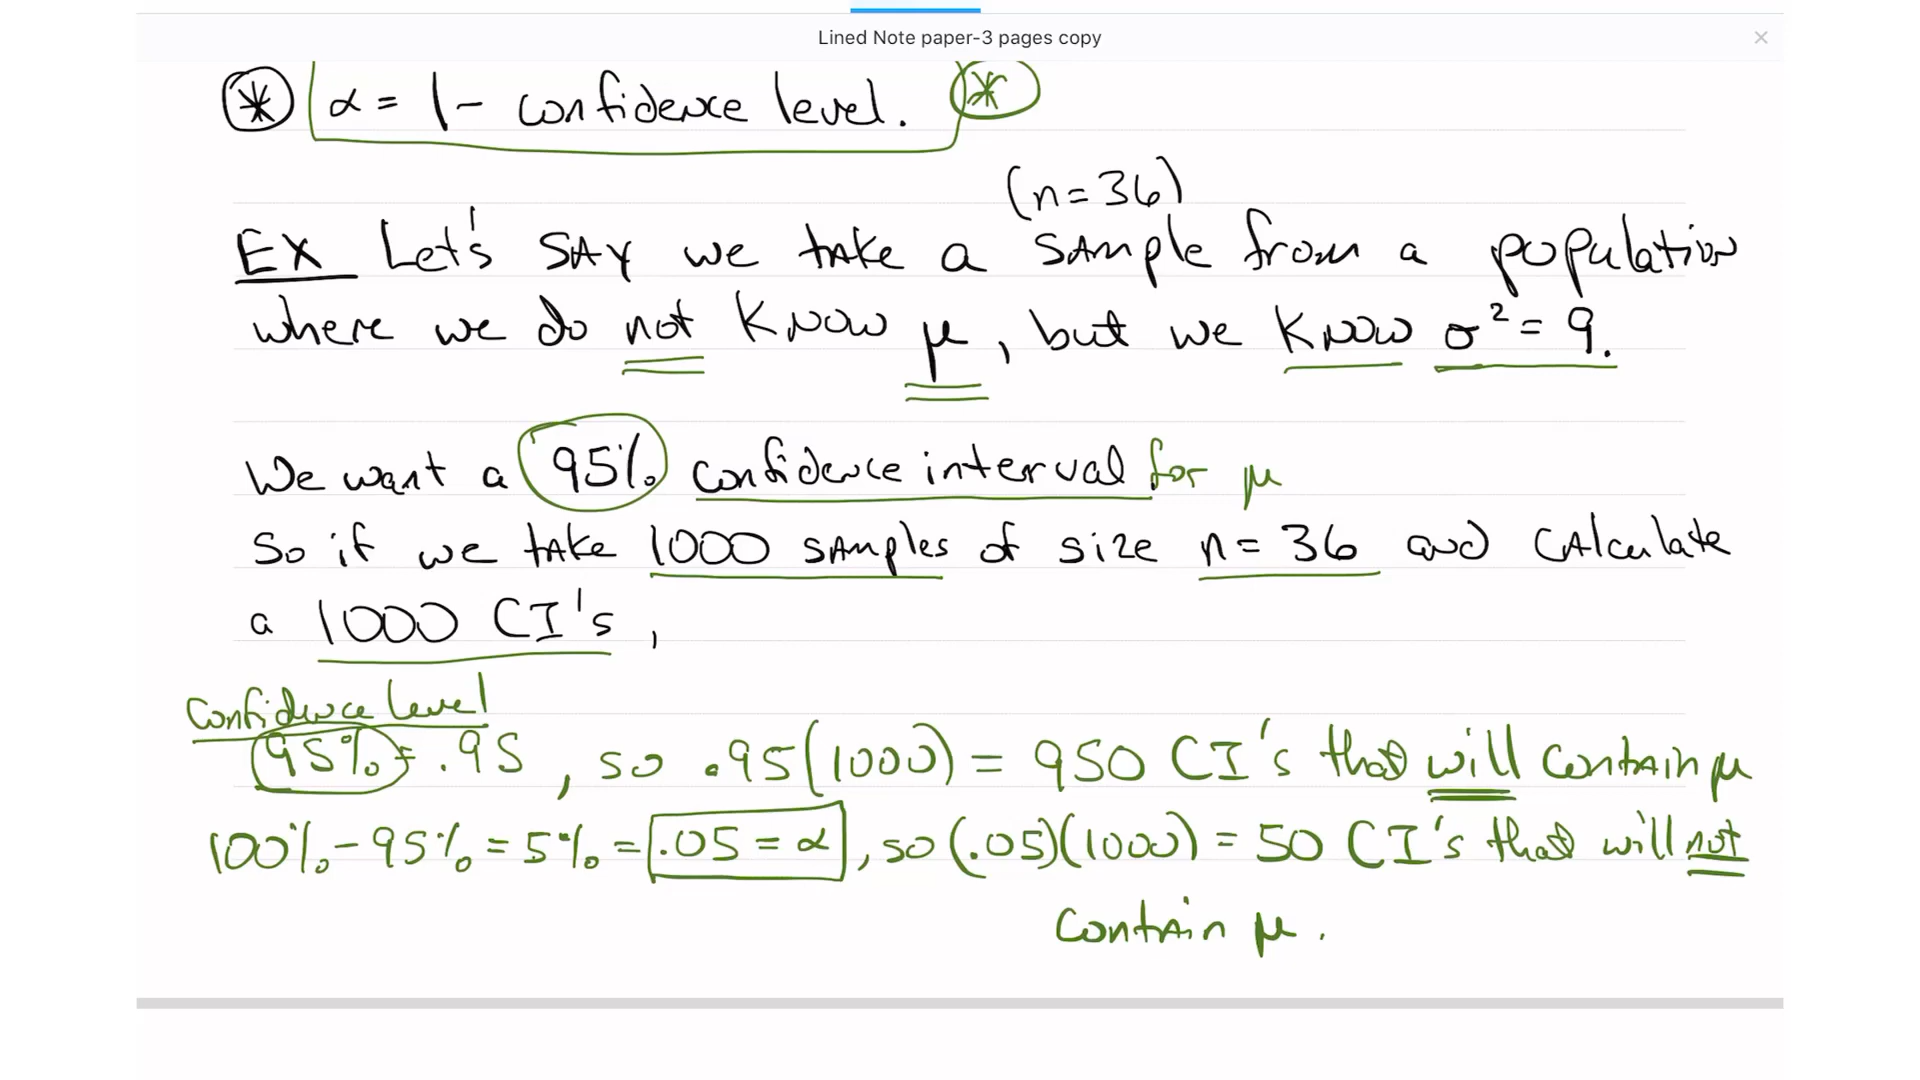 Lined Note paper-3 pages copy
* α = 1 - confidence level. *
(n=36)
EX Let's SAY we take a sample from a population
where we do not know μ, but we know σ² = 9.
We want a 95% confidence interval for μ
So if we take 1000 samples of size n = 36 and calculate
a 1000 CI's,
Confidence level
95% = .95, so .95(1000) = 950 CI's that will contain μ
100% - 95% = 5% = .05 = α, so (.05)(1000) = 50 CI's that will not
contain μ.